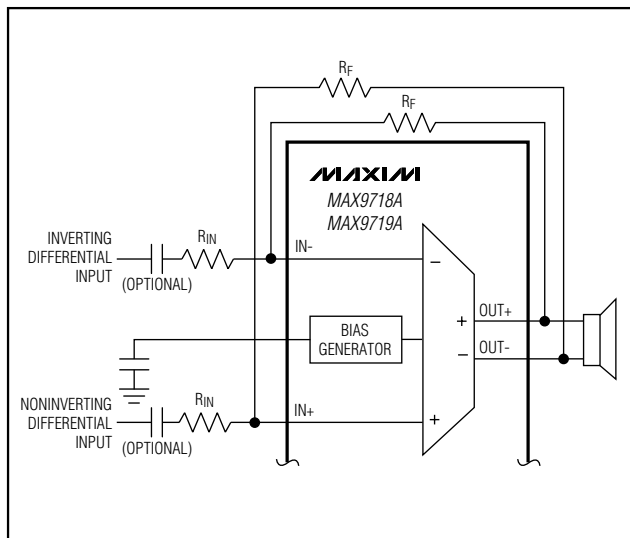 RF
RF
MAXIM
MAX9718A
MAX9719A
INVERTING
DIFFERENTIAL
INPUT
(OPTIONAL)
RIN
IN-
−
BIAS
GENERATOR
+
OUT+
−
OUT-
NONINVERTING
DIFFERENTIAL
INPUT
(OPTIONAL)
RIN
IN+
+